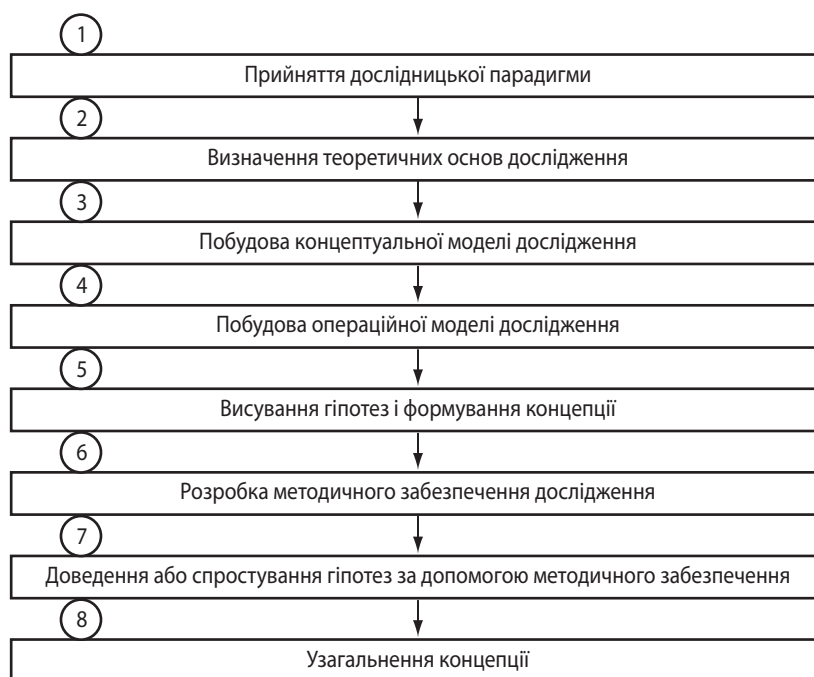 1
Прийняття дослідницької парадигми
2
Визначення теоретичних основ дослідження
3
Побудова концептуальної моделі дослідження
4
Побудова операційної моделі дослідження
5
Висування гіпотез і формування концепції
6
Розробка методичного забезпечення дослідження
7
Доведення або спростування гіпотез за допомогою методичного забезпечення
8
Узагальнення концепції